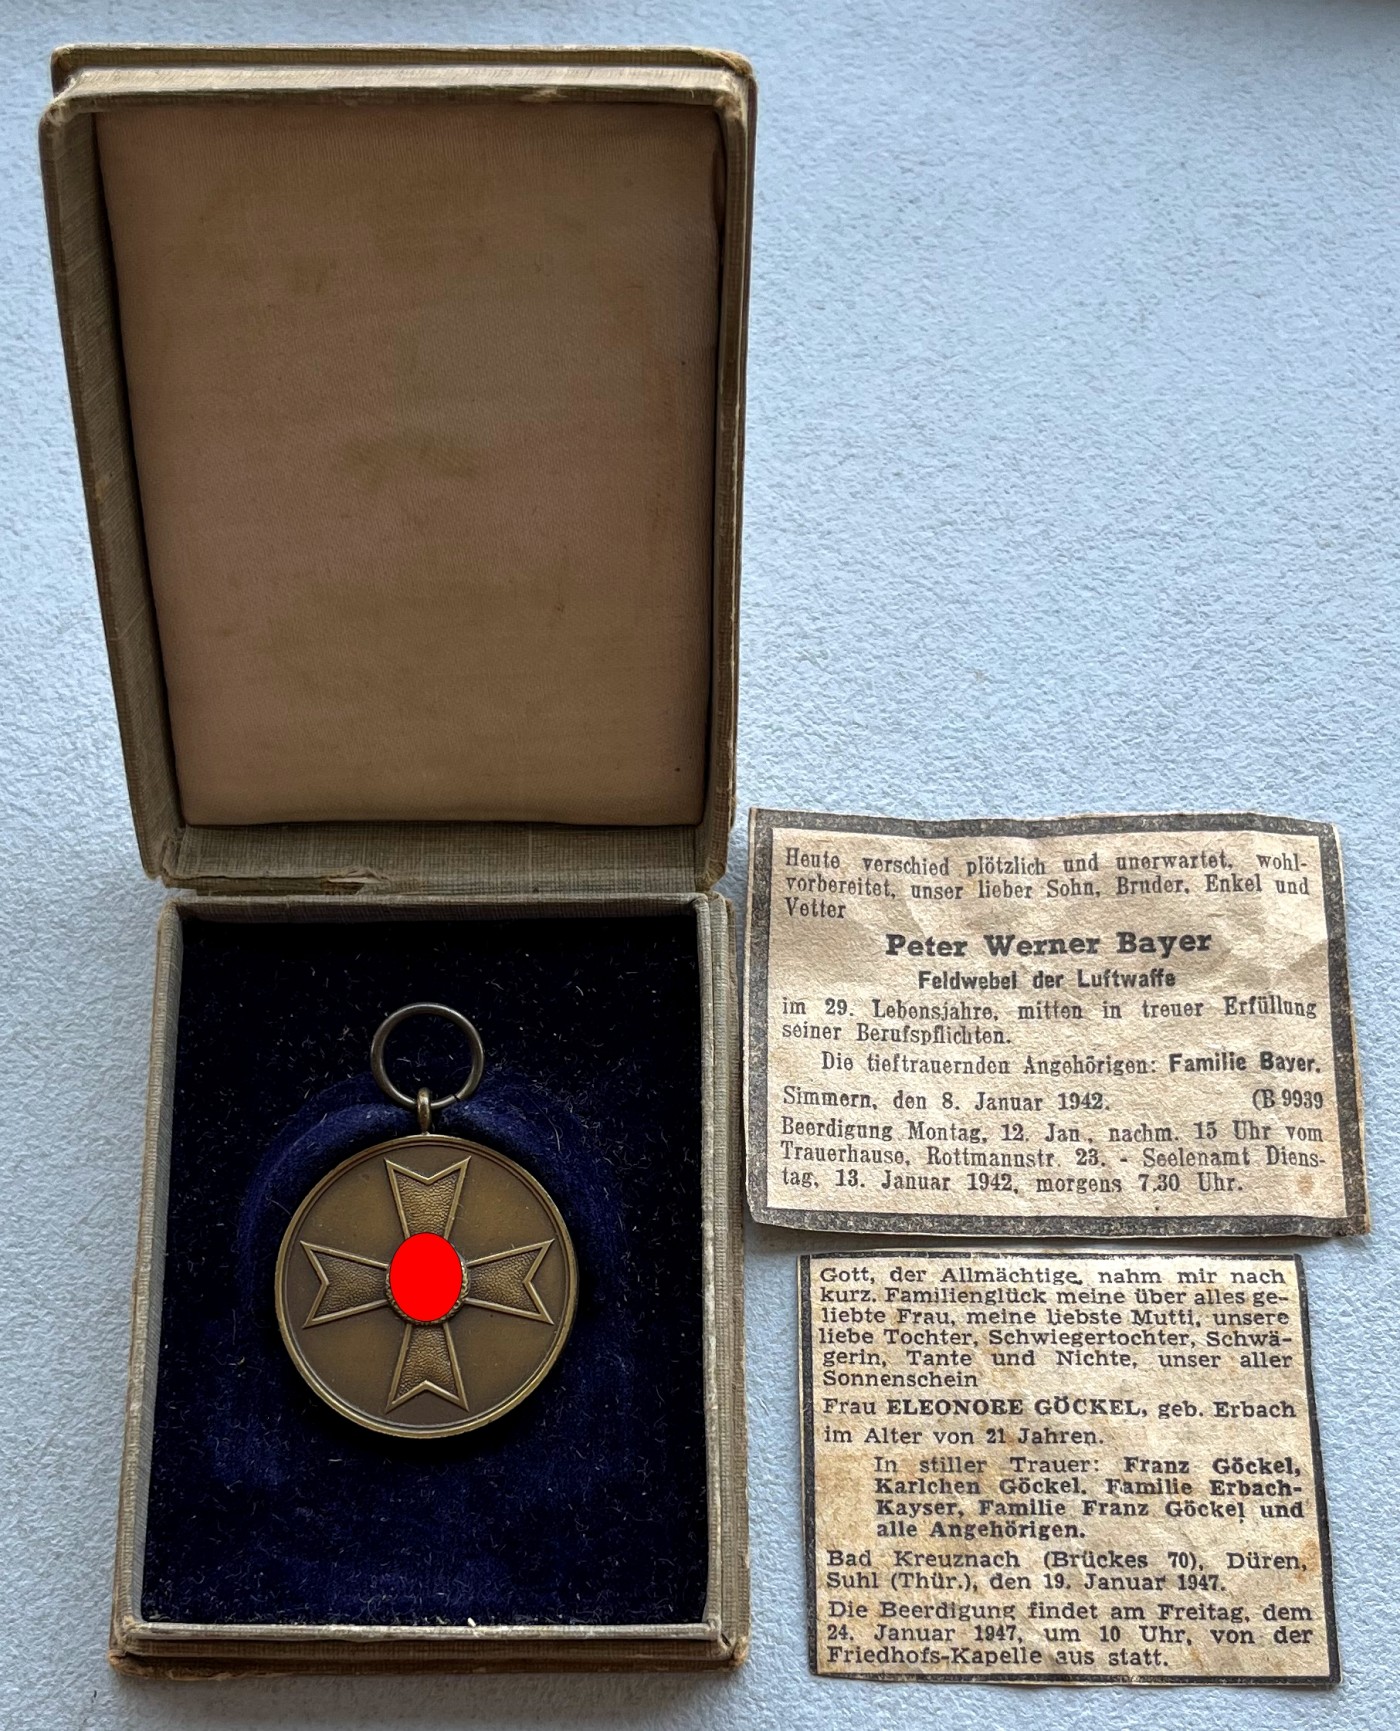 Heute verschied plötzlich und unerwartet, wohl-
vorbereitet, unser lieber Sohn, Bruder, Enkel und
Vetter
Peter Werner Bayer
Feldwebel der Luftwaffe
im 29. Lebensjahre, mitten in treuer Erfüllung
seiner Berufspflichten.
Die tieftrauernden Angehörigen: Familie Bayer.
Simmern, den 8. Januar 1942. (B 9939
Beerdigung Montag, 12. Jan., nachm. 15 Uhr vom
Trauerhause, Rottmannstr. 23. - Seelenamt Diens-
tag, 13. Januar 1942, morgens 7.30 Uhr.
Gott, der Allmächtige, nahm mir nach
kurz. Familienglück meine über alles ge-
liebte Frau, meine liebste Mutti, unsere
liebe Tochter, Schwiegertochter, Schwä-
gerin, Tante und Nichte, unser aller
Sonnenschein
Frau ELEONORE GÖCKEL, geb. Erbach
im Alter von 21 Jahren.
In stiller Trauer: Franz Göckel,
Karlchen Göckel, Familie Erbach-
Kayser, Familie Franz Göckel und
alle Angehörigen.
Bad Kreuznach (Brückes 70), Düren,
Suhl (Thür.), den 19. Januar 1947.
Die Beerdigung findet am Freitag, dem
24. Januar 1947, um 10 Uhr, von der
Friedhofs-Kapelle aus statt.